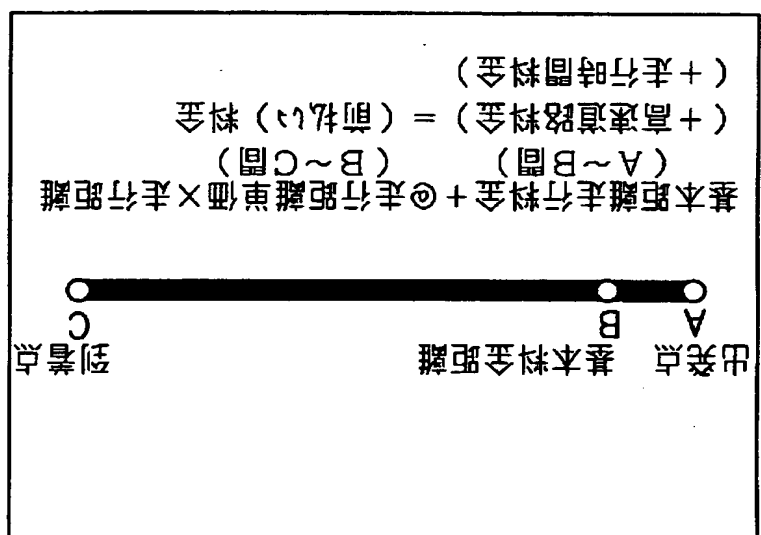 出発点 基本料金距離 到着点
A B C
基本距離走行料金+@走行距離単価×走行距離
(A~B間) (B~C間)
(+高速道路料金)=(前払い)料金
(+走行時間料金)